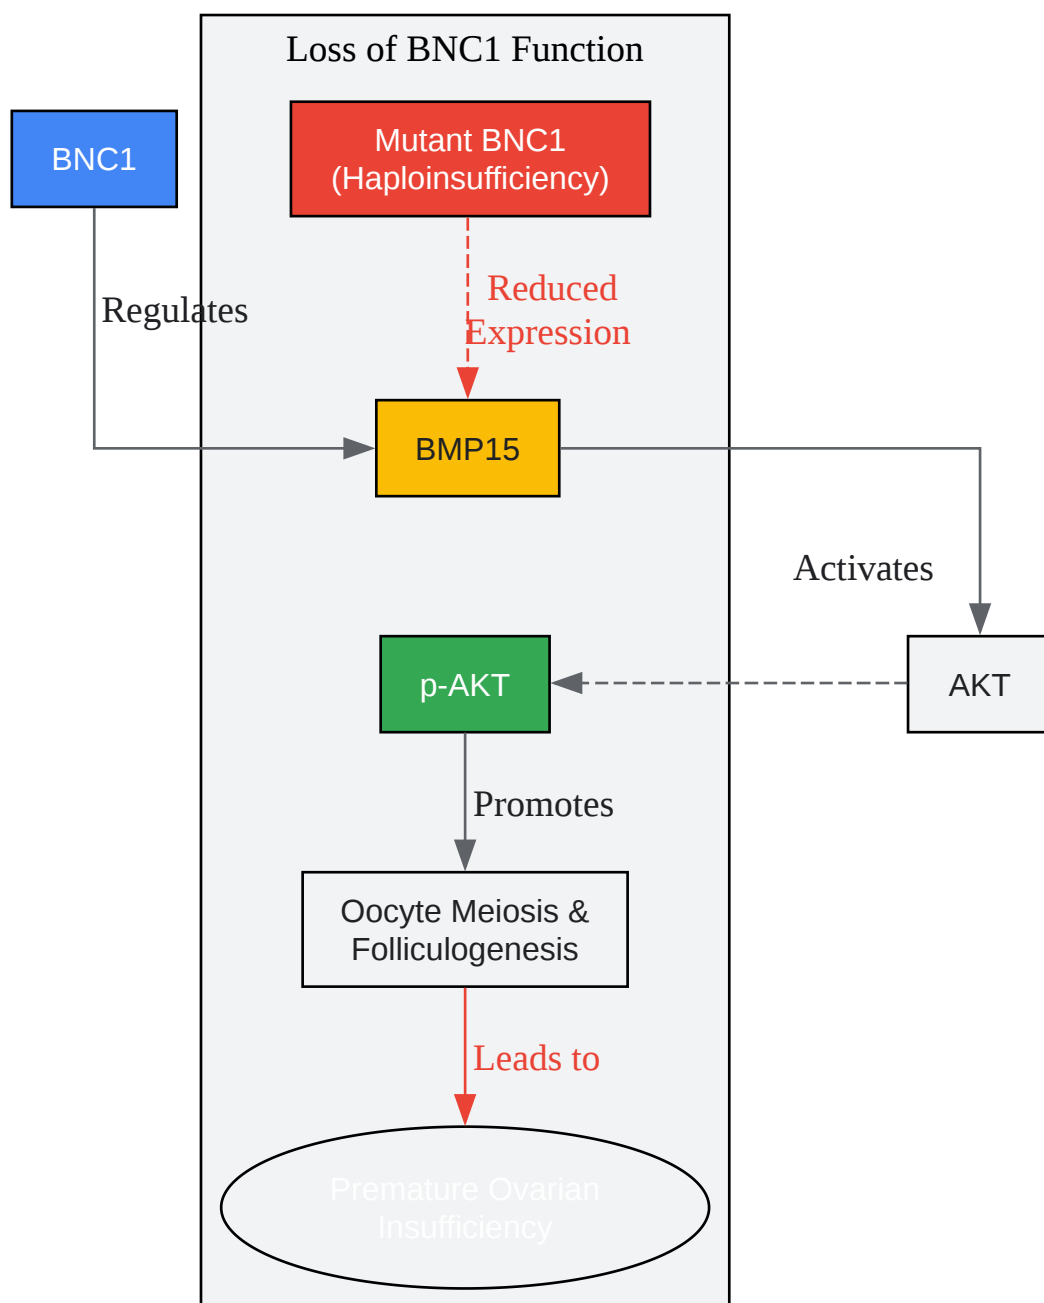 Loss of BNC1 Function
BNC1
Mutant BNC1
(Haploinsufficiency)
Regulates
Reduced
Expression
BMP15
Activates
p-AKT
AKT
Promotes
Oocyte Meiosis &
Folliculogenesis
Leads to
Premature Ovarian
Insufficiency